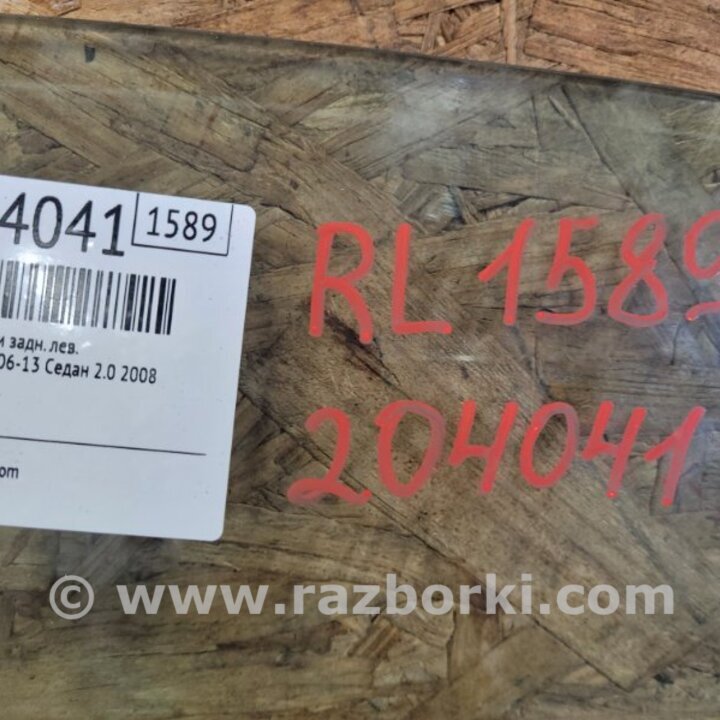 4041 1589
и задн. лев.
06-13 Седан 2.0 2008
om
RL 1589
204041
© www.razborki.com